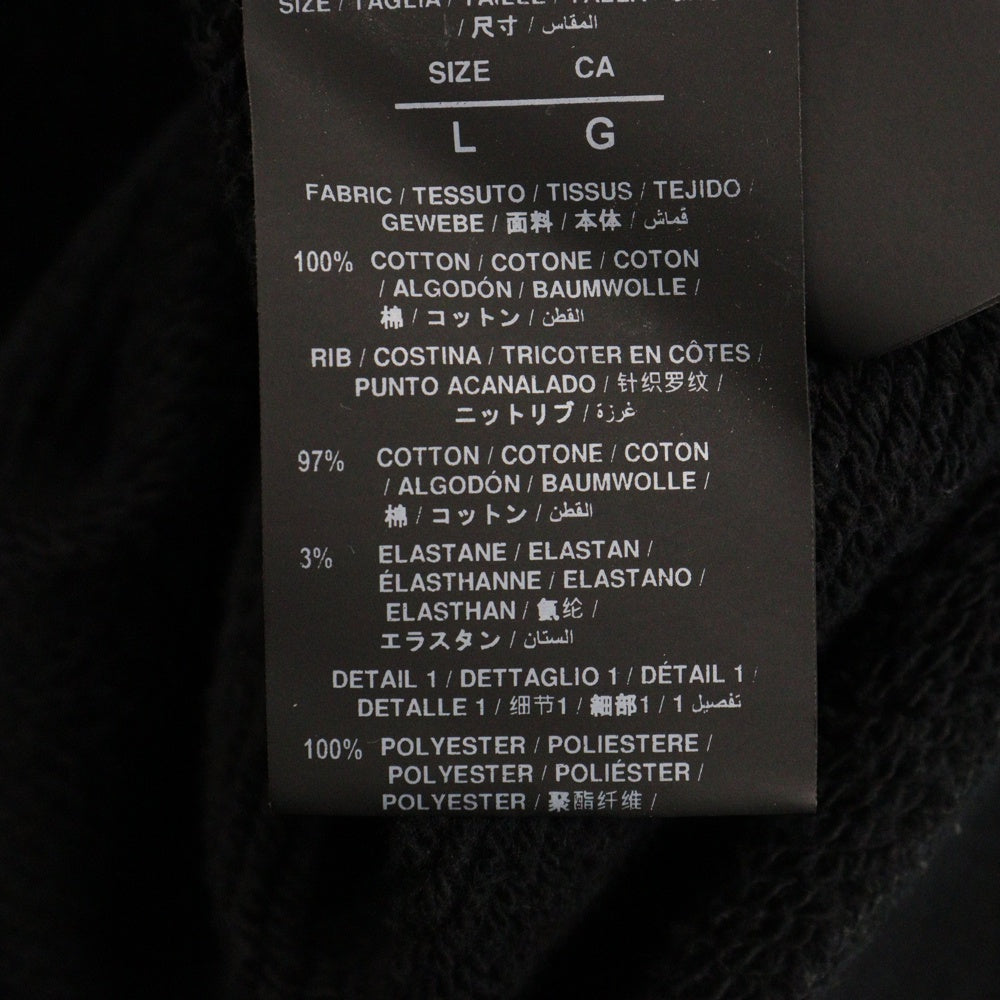 SIZE / TAGLIA / TAILLE /
/ 尺寸 / المقاس
SIZE CA
L G
FABRIC / TESSUTO / TISSUS / TEJIDO /
GEWEBE / 面料 / 本体 / قماش
100% COTTON / COTONE / COTON
/ ALGODÓN / BAUMWOLLE /
棉 / コットン / القطن
RIB / COSTINA / TRICOTER EN CÔTES /
PUNTO ACANALADO / 针织罗纹 /
ニットリブ / غرزة
97% COTTON / COTONE / COTON
/ ALGODÓN / BAUMWOLLE /
棉 / コットン / القطن
3% ELASTANE / ELASTAN /
ÉLASTHANNE / ELASTANO /
ELASTHAN / 氨纶 /
エラスタン / الستان
DETAIL 1 / DETTAGLIO 1 / DÉTAIL 1 /
DETALLE 1 / 细节1 / 細部1 / 1 تفصيل
100% POLYESTER / POLIESTERE /
POLYESTER / POLIÉSTER /
POLYESTER / 聚酯纤维 /